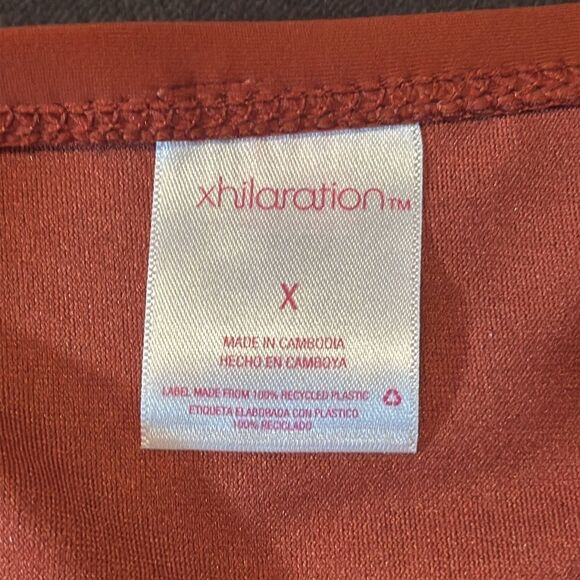 xhilaration™
X
MADE IN CAMBODIA
HECHO EN CAMBOYA
LABEL MADE FROM 100% RECYCLED PLASTIC
ETIQUETA ELABORADA CON PLASTICO
100% RECICLADO